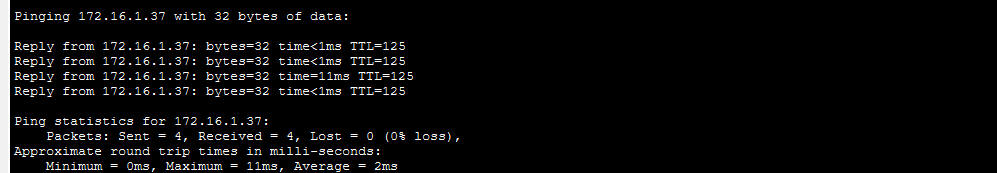 Pinging 172.16.1.37 with 32 bytes of data:
Reply from 172.16.1.37: bytes=32 time<1ms TTL=125
Reply from 172.16.1.37: bytes=32 time<1ms TTL=125
Reply from 172.16.1.37: bytes=32 time=11ms TTL=125
Reply from 172.16.1.37: bytes=32 time<1ms TTL=125
Ping statistics for 172.16.1.37:
    Packets: Sent = 4, Received = 4, Lost = 0 (0% loss),
Approximate round trip times in milli-seconds:
    Minimum = 0ms, Maximum = 11ms, Average = 2ms